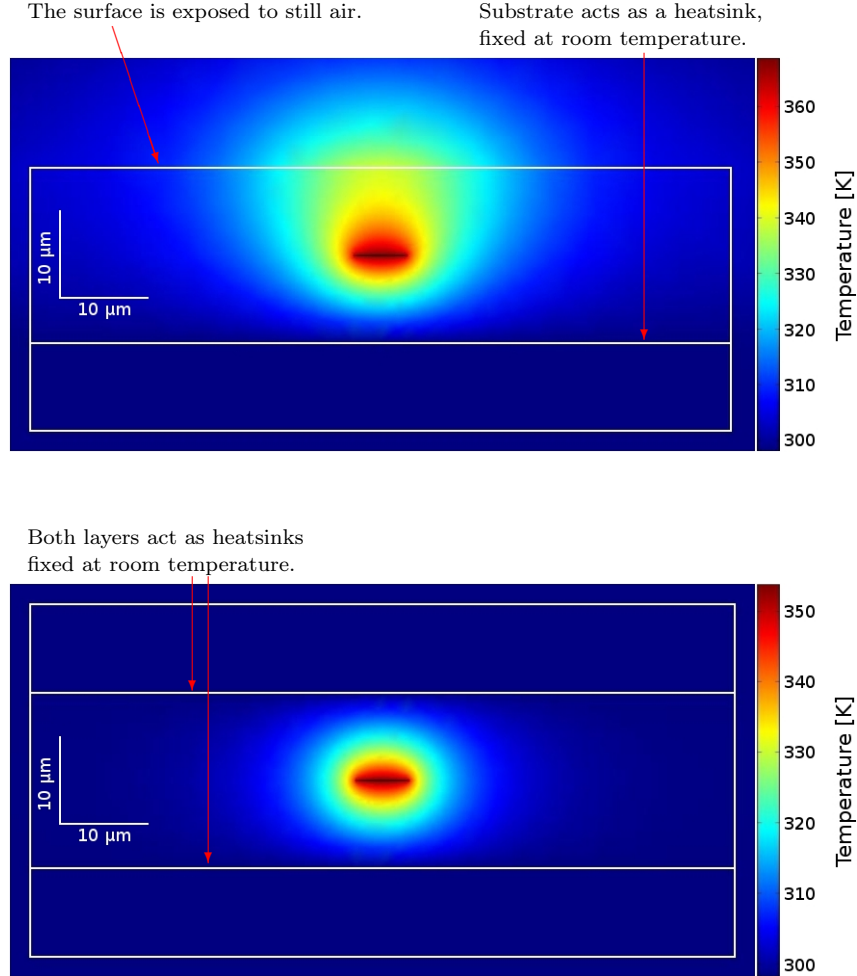 The surface is exposed to still air.
Substrate acts as a heatsink,
fixed at room temperature.
360
350
340
330
320
310
300
Temperature [K]
10 μm
10 μm
Both layers act as heatsinks
fixed at room temperature.
350
340
330
320
310
300
Temperature [K]
10 μm
10 μm